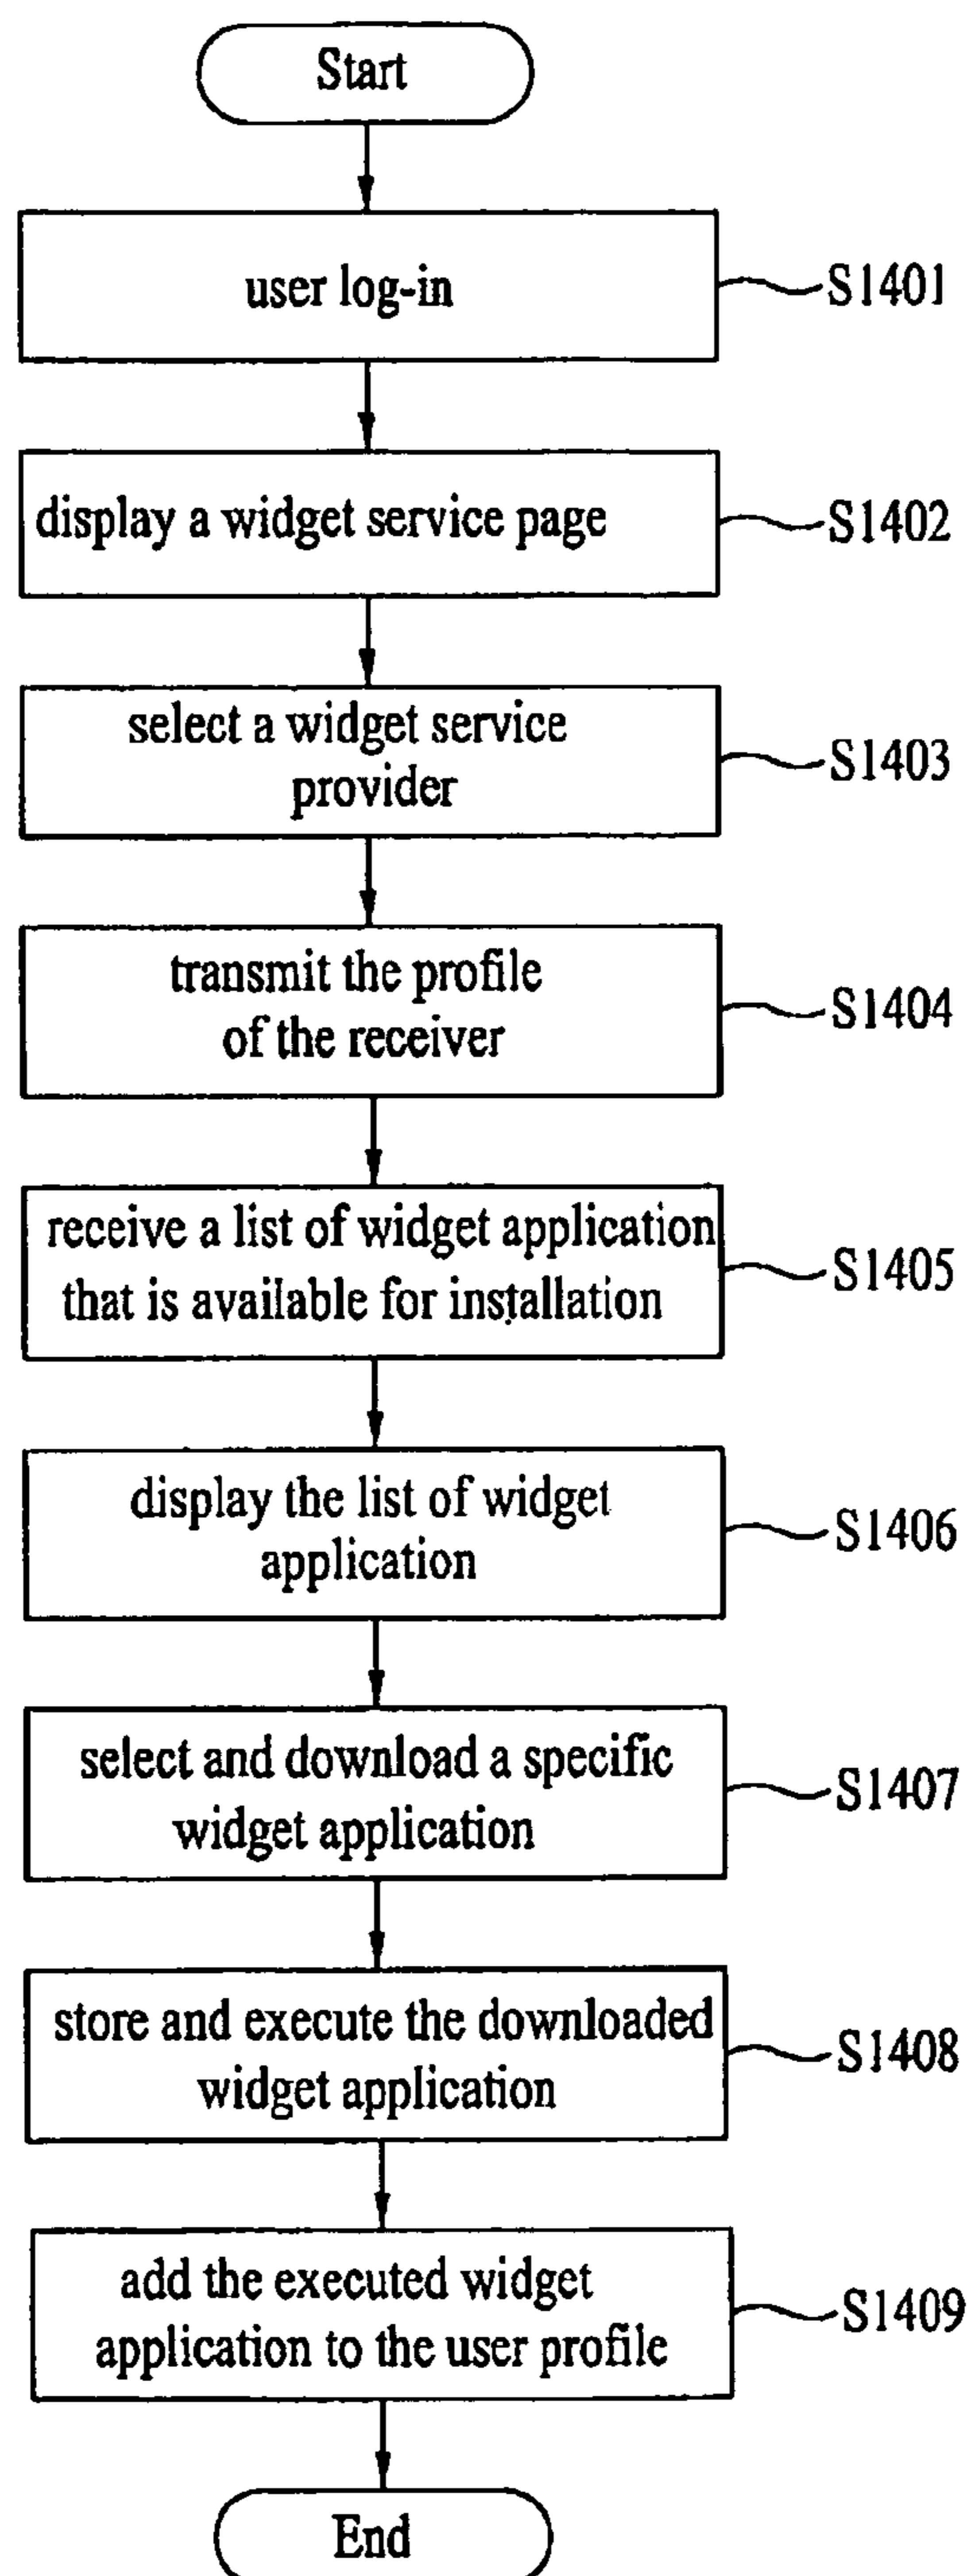 Start
user log-in
S1401
display a widget service page
S1402
select a widget service
provider
S1403
transmit the profile
of the receiver
S1404
receive a list of widget application
that is available for installation
S1405
display the list of widget
application
S1406
select and download a specific
widget application
S1407
store and execute the downloaded
widget application
S1408
add the executed widget
application to the user profile
S1409
End